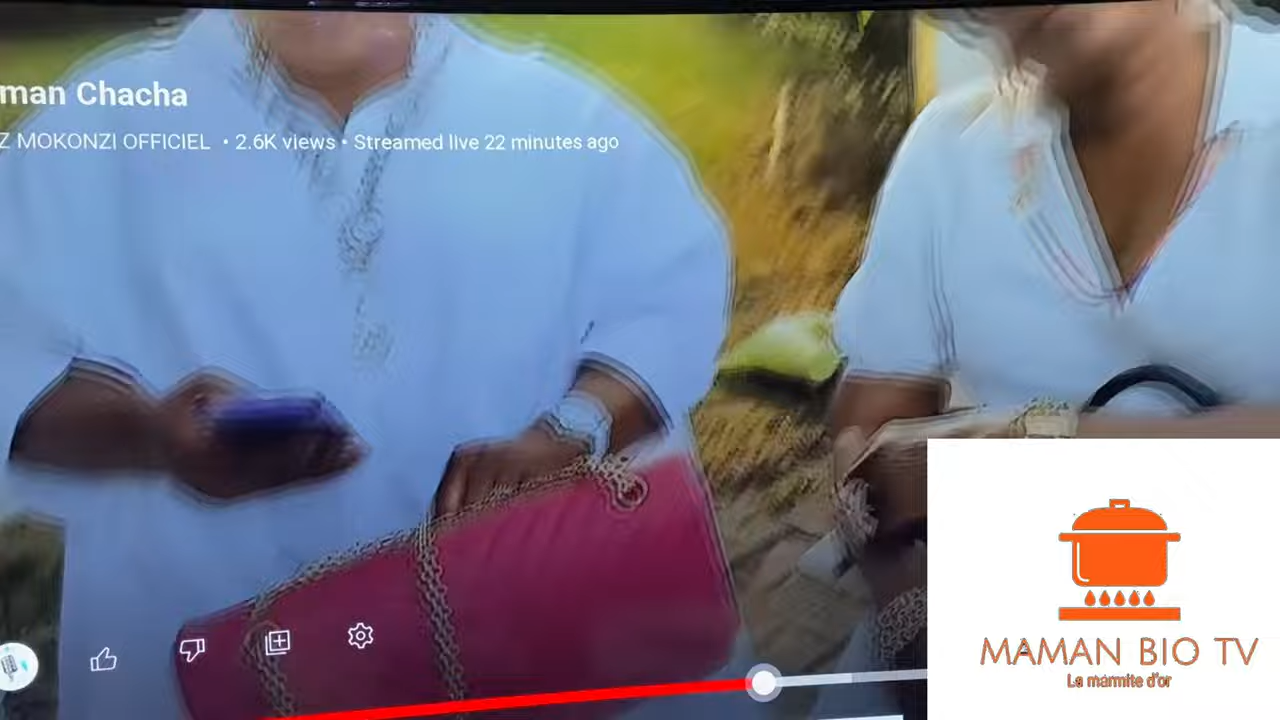 man Chacha
Z MOKONZI OFFICIEL • 2.6K views • Streamed live 22 minutes ago
MAMAN BIO TV
La marmite d'or